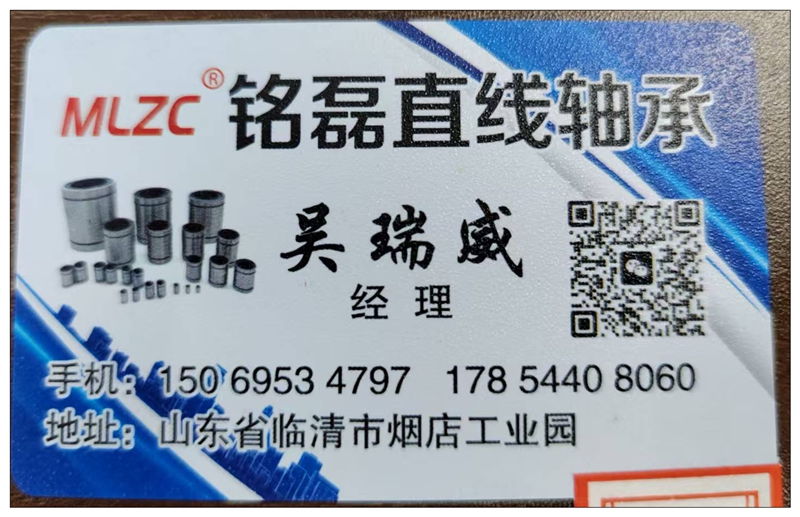 MLZC® 铭磊直线轴承
吴瑞威
经理
手机：150 6953 4797 178 5440 8060
地址：山东省临清市烟店工业园